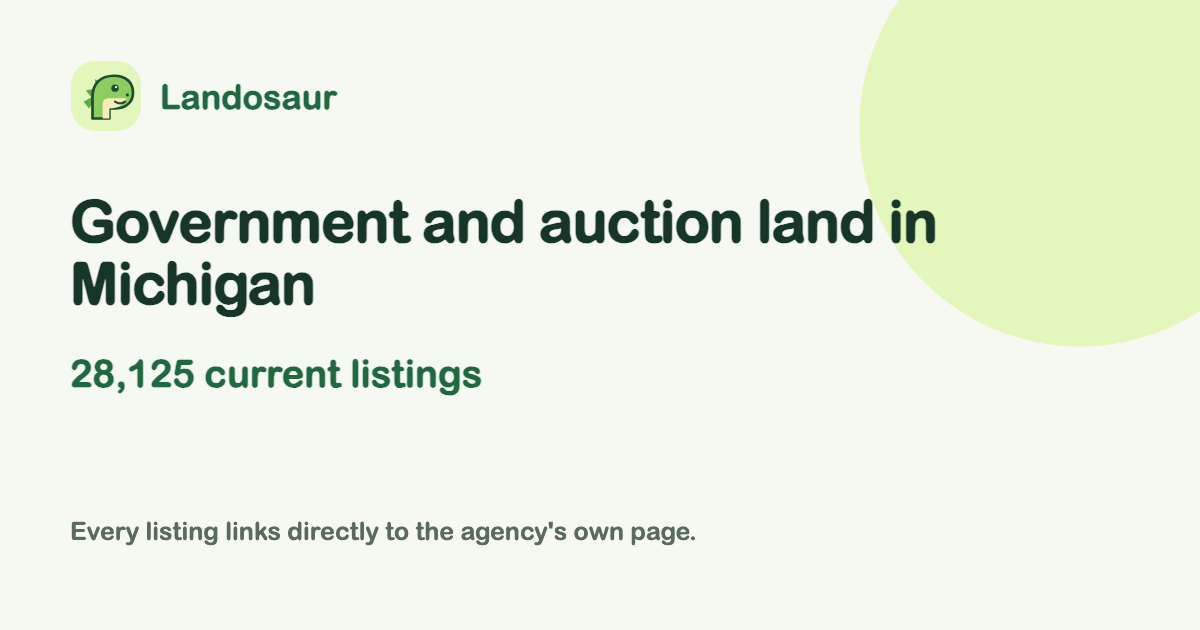 Landosaur
Government and auction land in
Michigan
28,125 current listings
Every listing links directly to the agency's own page.